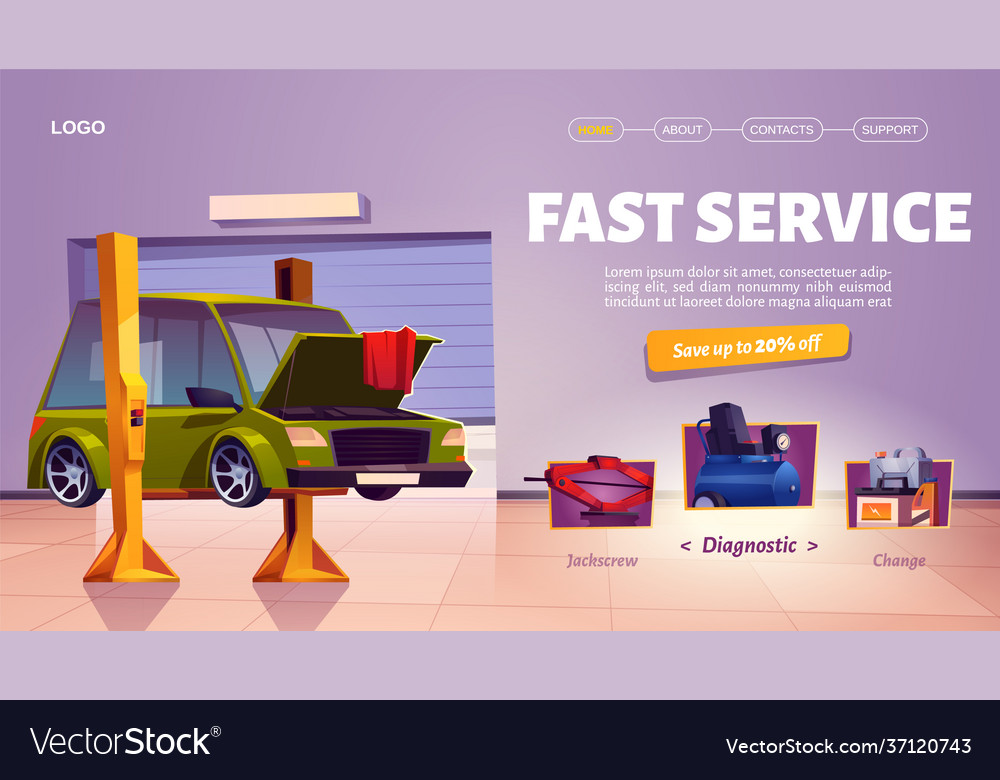 LOGO
HOME ABOUT CONTACTS SUPPORT
FAST SERVICE
Lorem ipsum dolor sit amet, consectetuer adip-
iscing elit, sed diam nonummy nibh euismod
tincidunt ut laoreet dolore magna aliquam erat
Save up to 20% off
Jackscrew
< Diagnostic >
Change
VectorStock®
VectorStock.com/37120743